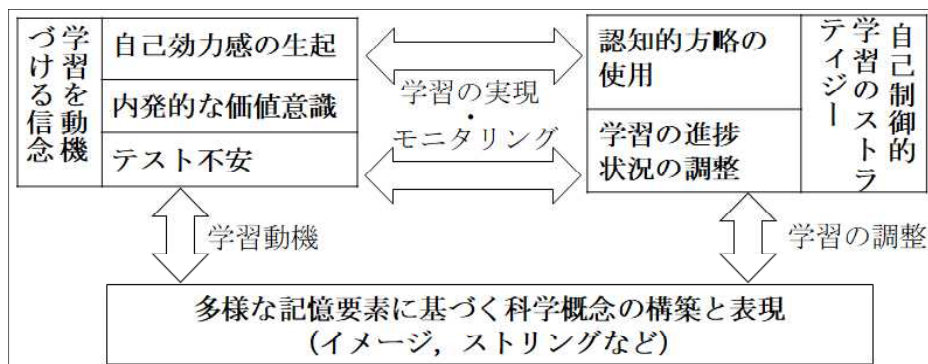 学習を動機
づける信念
自己効力感の生起
内発的な価値意識
テスト不安
学習の実現
・
モニタリング
認知的方略の
使用
学習の進捗
状況の調整
自己制御的
学習のストラ
ティジー
学習動機
学習の調整
多様な記憶要素に基づく科学概念の構築と表現
(イメージ，ストリングなど)